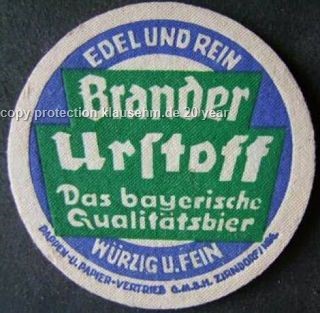 EDEL UND REIN
Brander
Urſtoff
Das bayerische
Qualitätsbier
WÜRZIG U. FEIN
PAPPEN- U. PAPIER-VERTRIEB G.M.B.H. ZIRNDORF/NBG.
copy protection klausehm.de 20 years